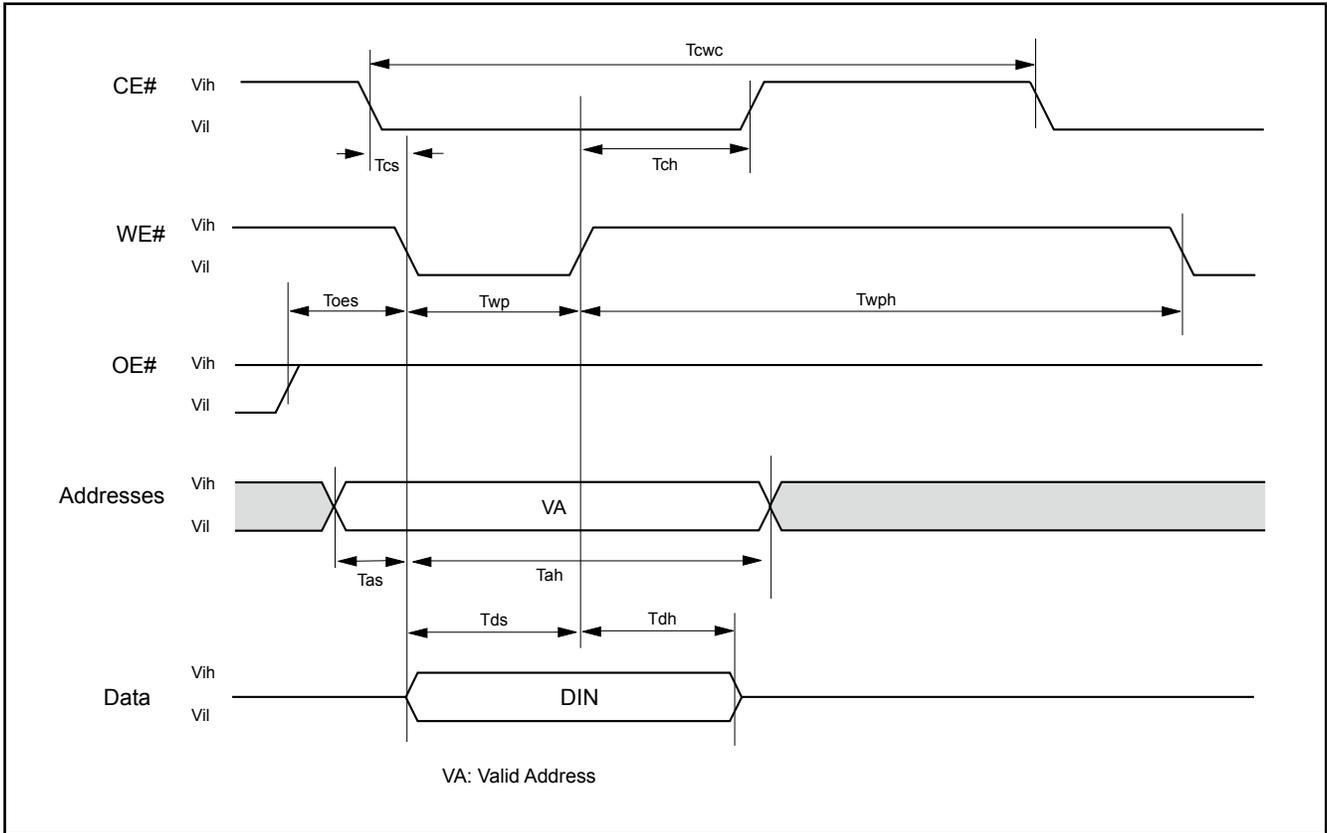 Tcwc
CE#
Vih
Vil
Tcs
Tch
WE#
Vih
Vil
Toes
Twp
Twph
OE#
Vih
Vil
Addresses
Vih
Vil
VA
Tas
Tah
Tds
Tdh
Data
Vih
Vil
DIN
VA: Valid Address